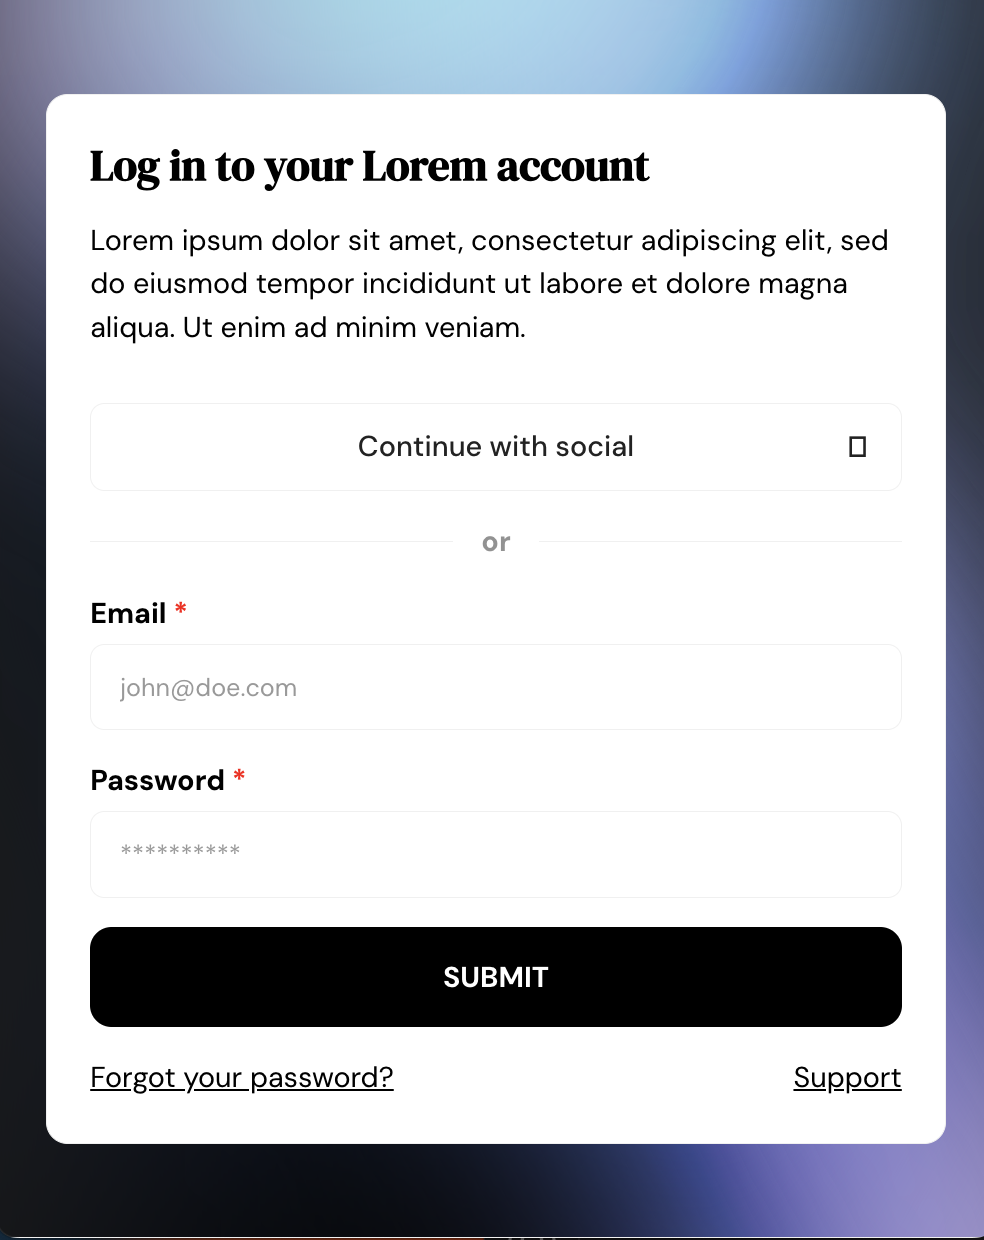 Log in to your Lorem account
Lorem ipsum dolor sit amet, consectetur adipiscing elit, sed
do eiusmod tempor incididunt ut labore et dolore magna
aliqua. Ut enim ad minim veniam.
Continue with social
or
Email *
john@doe.com
Password *
**********
SUBMIT
Forgot your password? Support